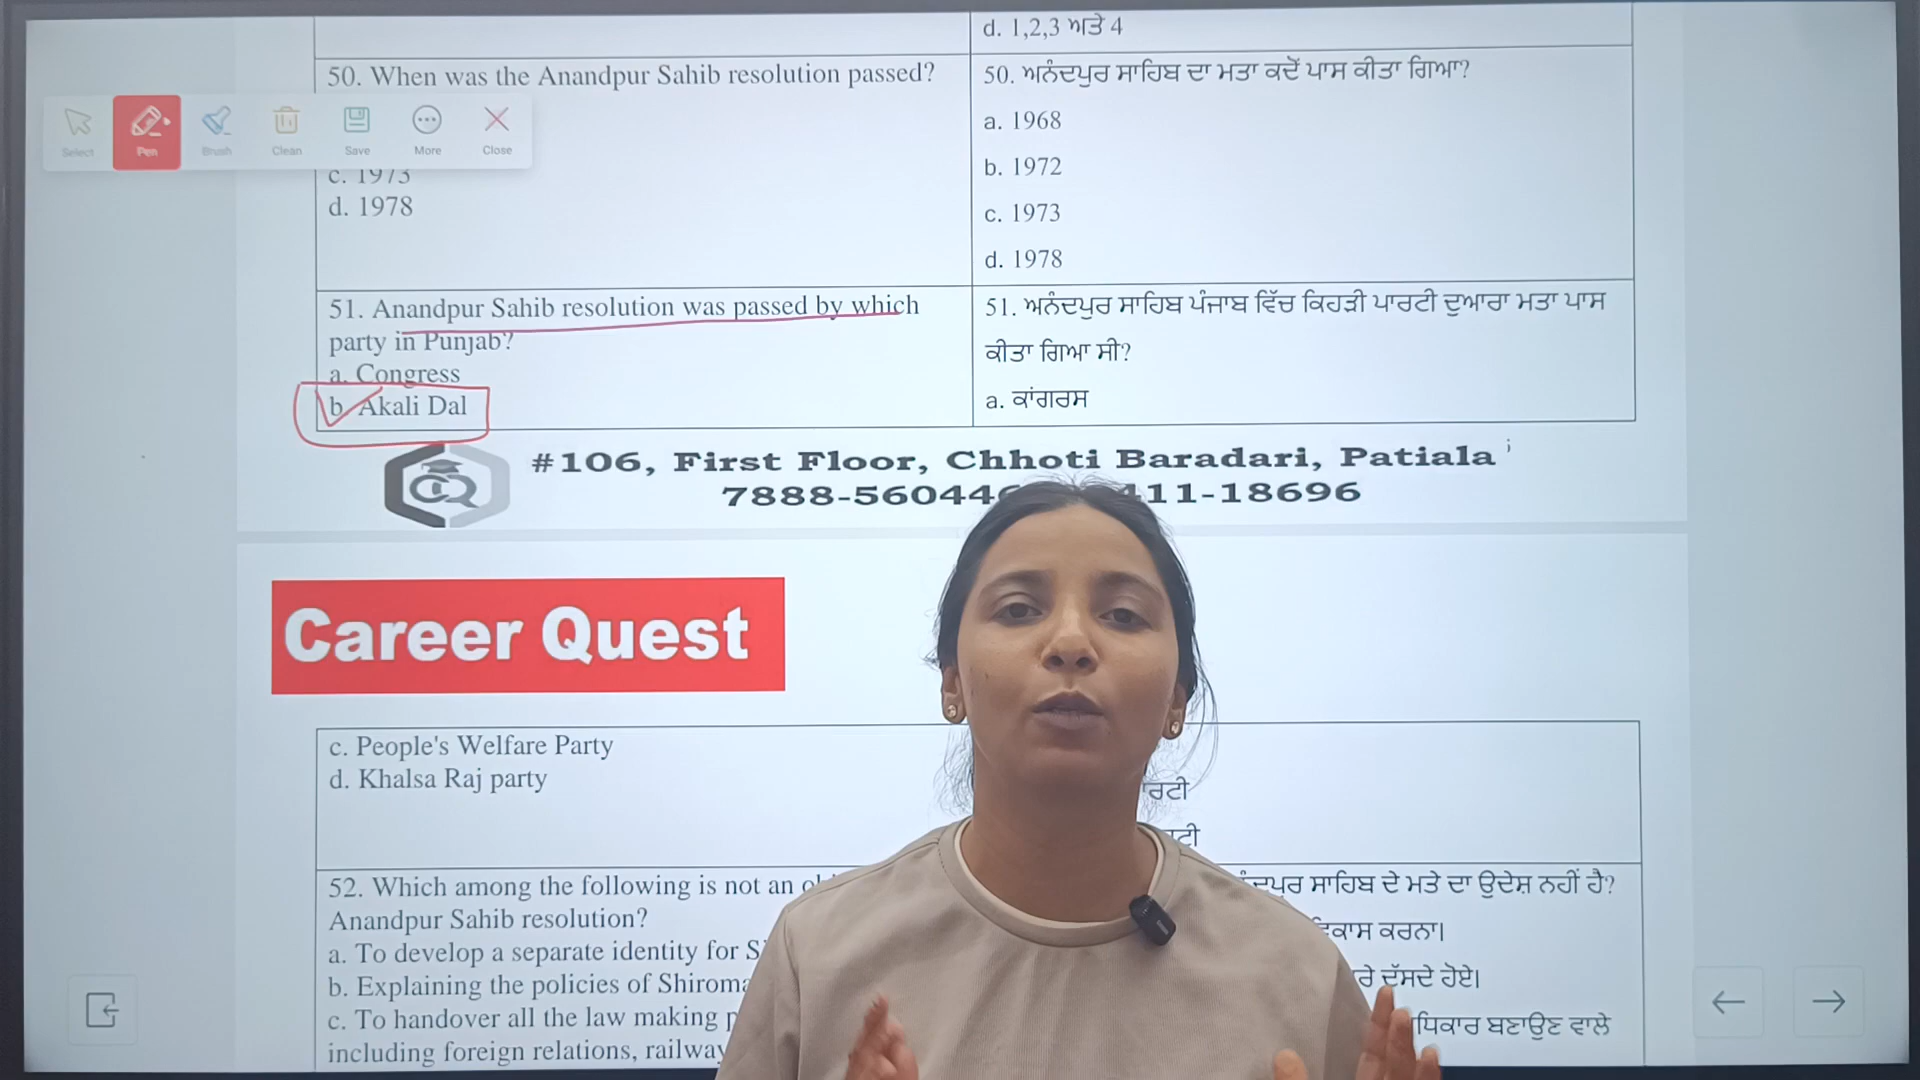 d. 1,2,3 ਅਤੇ 4
50. When was the Anandpur Sahib resolution passed?
c. 1973
d. 1978
50. ਅਨੰਦਪੁਰ ਸਾਹਿਬ ਦਾ ਮਤਾ ਕਦੋਂ ਪਾਸ ਕੀਤਾ ਗਿਆ?
a. 1968
b. 1972
c. 1973
d. 1978
Select
Pen
Brush
Clean
Save
More
Close
51. Anandpur Sahib resolution was passed by which
party in Punjab?
a. Congress
b. Akali Dal
51. ਅਨੰਦਪੁਰ ਸਾਹਿਬ ਪੰਜਾਬ ਵਿੱਚ ਕਿਹੜੀ ਪਾਰਟੀ ਦੁਆਰਾ ਮਤਾ ਪਾਸ
ਕੀਤਾ ਗਿਆ ਸੀ?
a. ਕਾਂਗਰਸ
CQ
#106, First Floor, Chhoti Baradari, Patiala
7888-56044 11-18696
Career Quest
c. People's Welfare Party
d. Khalsa Raj party
52. Which among the following is not an
Anandpur Sahib resolution?
a. To develop a separate identity for
b. Explaining the policies of
c. To handover all the law making
including foreign relations, railway
ਸਾਹਿਬ ਦੇ ਮਤੇ ਦਾ ਉਦੇਸ਼ ਨਹੀਂ ਹੈ?
ਕਰਨਾ।
ਦੱਸਦੇ ਹੋਏ।
ਬਣਾਉਣ ਵਾਲੇ